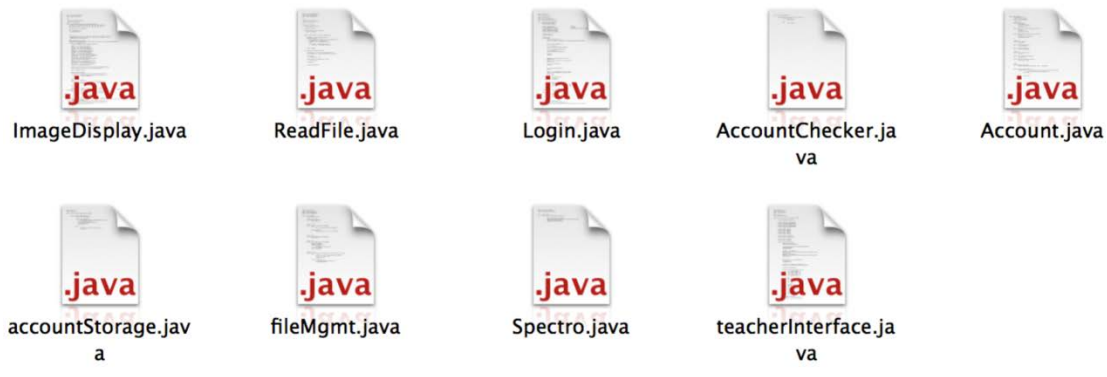 .java .java .java .java .java
ImageDisplay.java ReadFile.java Login.java AccountChecker.ja Account.java
va
.java .java .java .java
accountStorage.jav fileMgmt.java Spectro.java teacherInterface.ja
a va